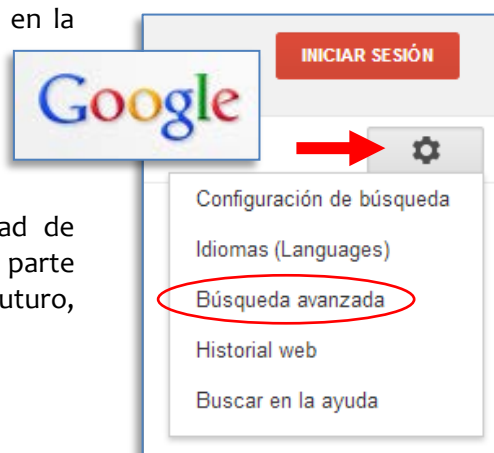 en la
INICIAR SESIÓN
Google
Configuración de búsqueda
Idiomas (Languages)
ad de
parte
Búsqueda avanzada
uturo,
Historial web
Buscar en la ayuda